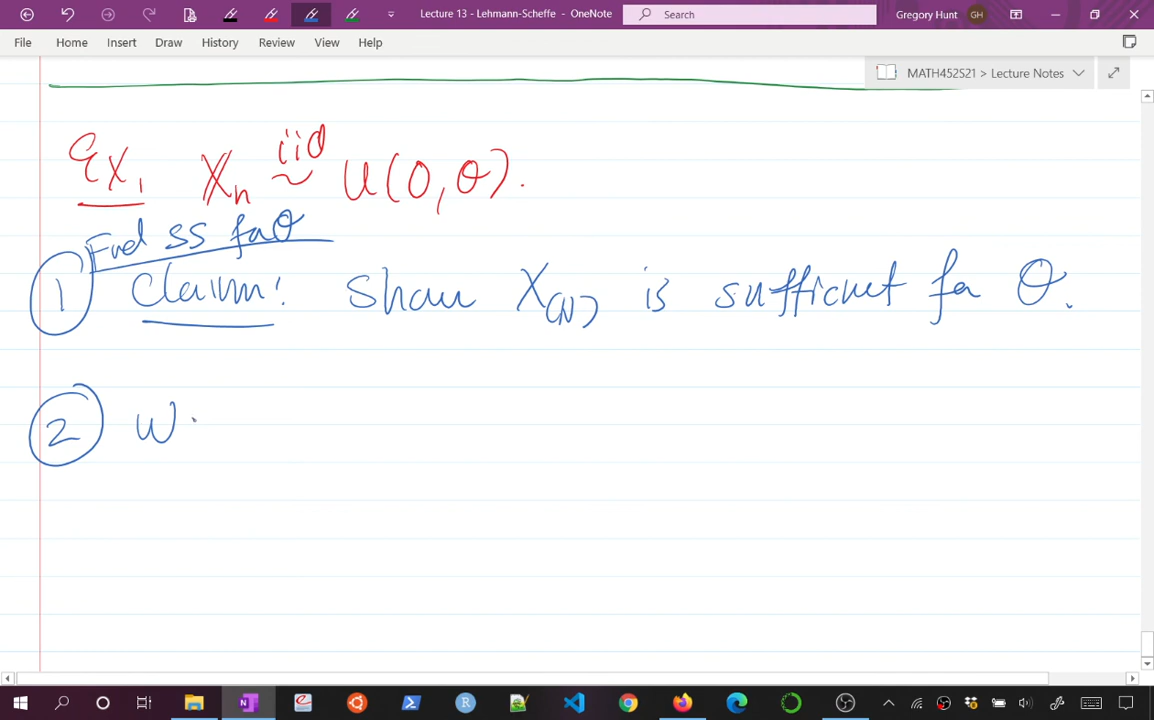 Lecture 13 - Lehmann-Scheffe - OneNote
Search
Gregory Hunt
GH
File Home Insert Draw History Review View Help
MATH452S21 > Lecture Notes
Ex, Xn iid ~ U(0, θ).
Find ss for θ
1 Claim: Show X(N) is sufficient for θ.
2 W